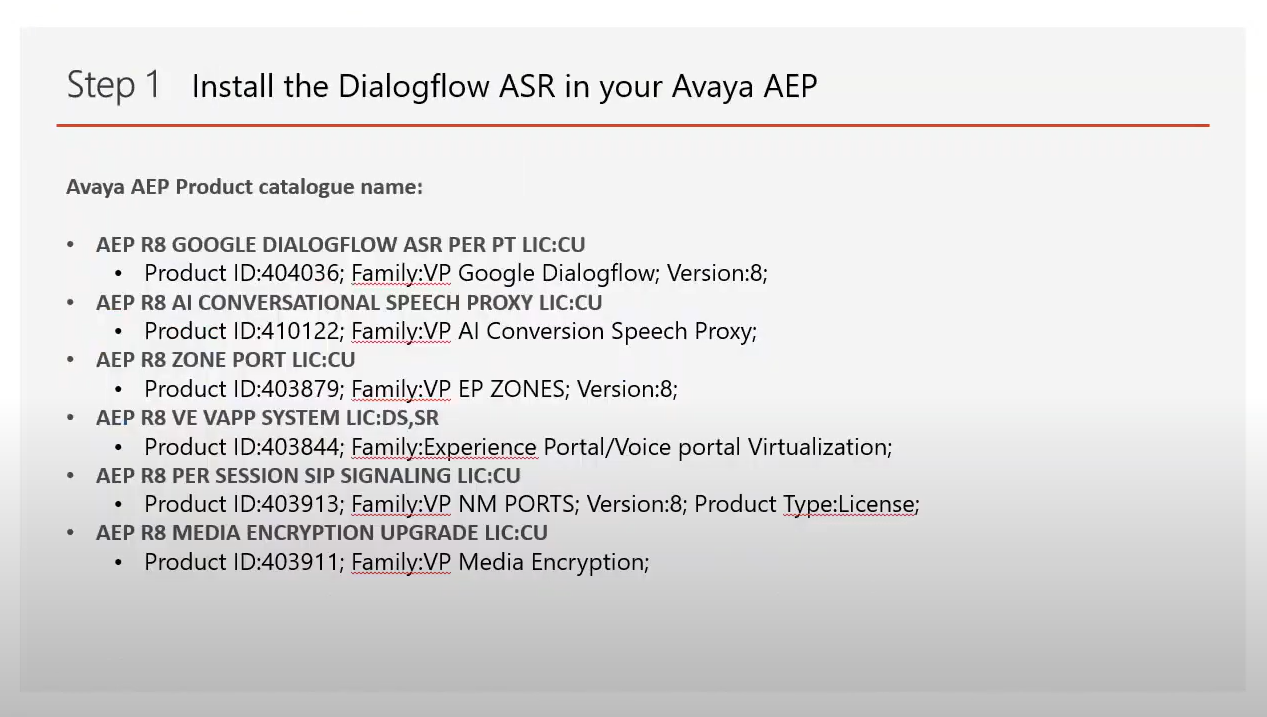 Step 1 Install the Dialogflow ASR in your Avaya AEP
Avaya AEP Product catalogue name:
• AEP R8 GOOGLE DIALOGFLOW ASR PER PT LIC:CU
• Product ID:404036; Family:VP Google Dialogflow; Version:8;
• AEP R8 AI CONVERSATIONAL SPEECH PROXY LIC:CU
• Product ID:410122; Family:VP AI Conversion Speech Proxy;
• AEP R8 ZONE PORT LIC:CU
• Product ID:403879; Family:VP EP ZONES; Version:8;
• AEP R8 VE VAPP SYSTEM LIC:DS,SR
• Product ID:403844; Family:Experience Portal/Voice portal Virtualization;
• AEP R8 PER SESSION SIP SIGNALING LIC:CU
• Product ID:403913; Family:VP NM PORTS; Version:8; Product Type:License;
• AEP R8 MEDIA ENCRYPTION UPGRADE LIC:CU
• Product ID:403911; Family:VP Media Encryption;